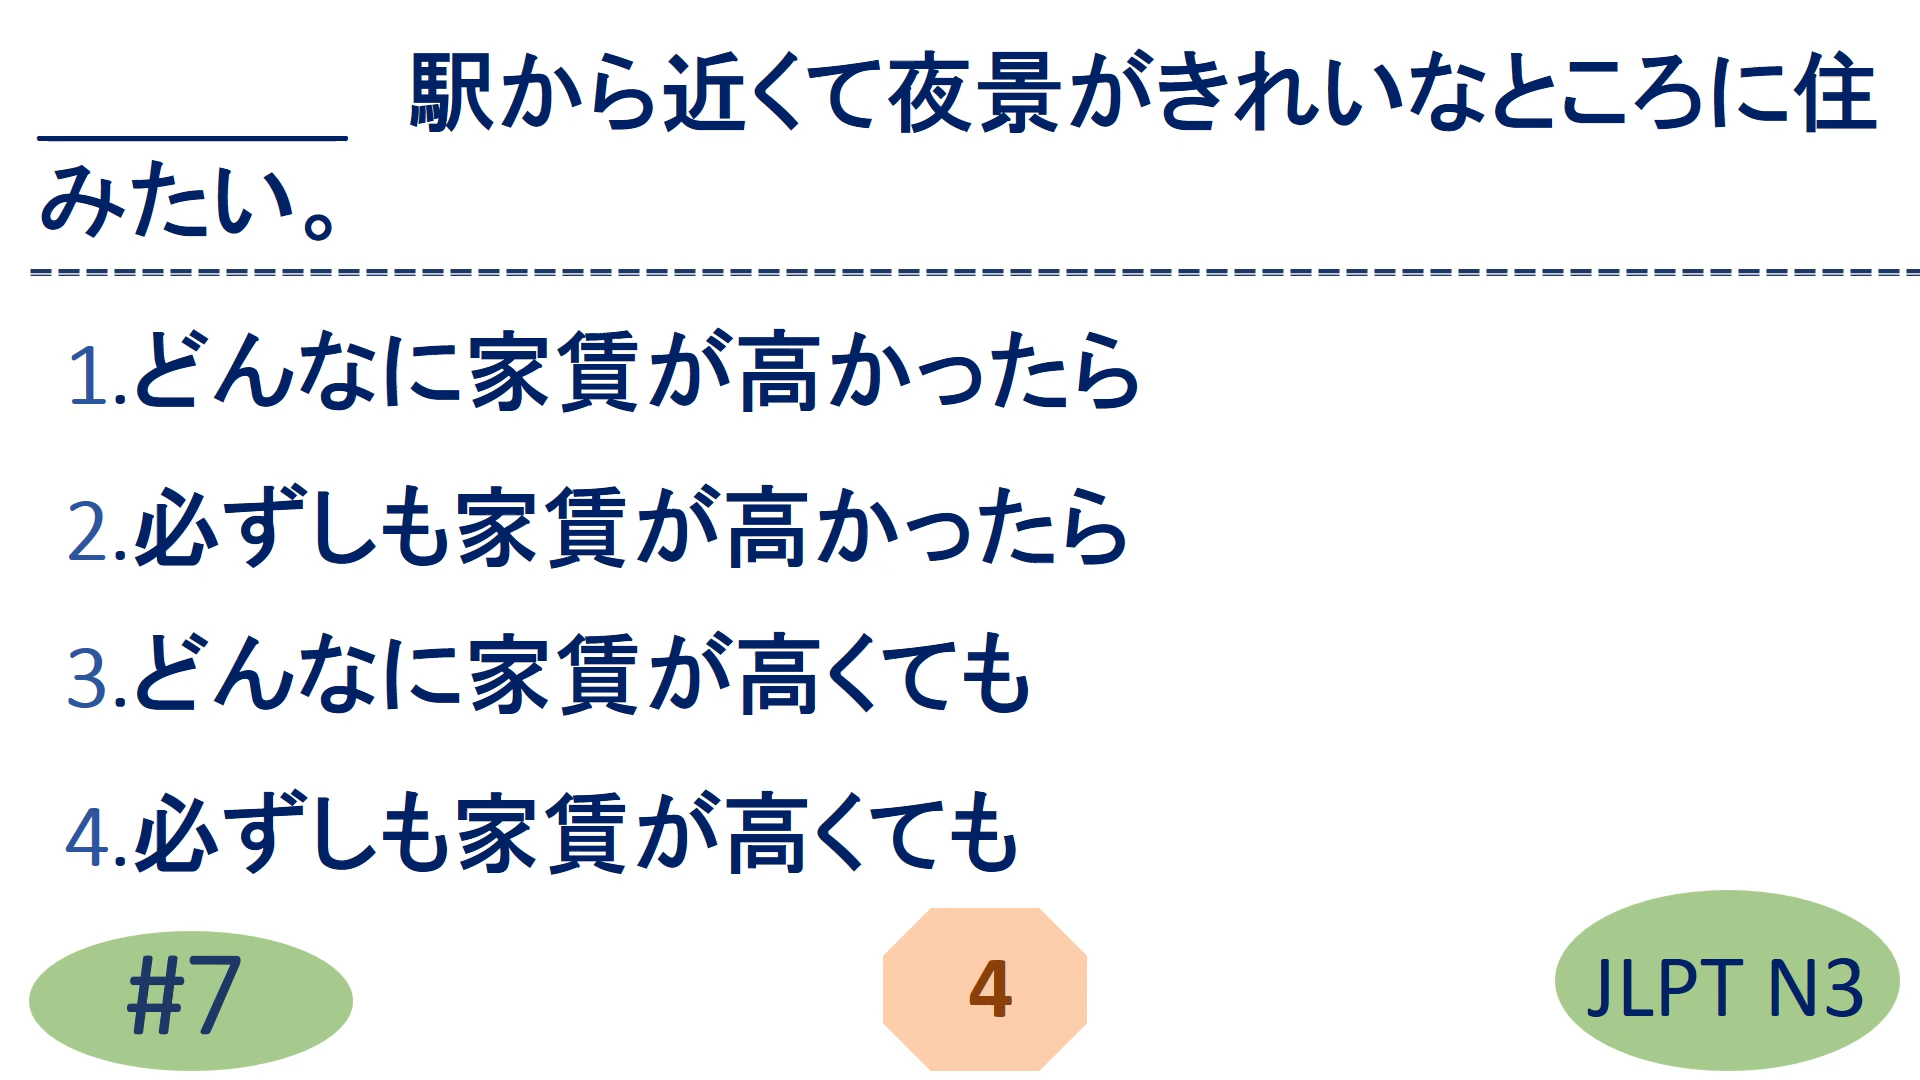 ＿＿＿＿ 駅から近くて夜景がきれいなところに住
みたい。
1.どんなに家賃が高かったら
2.必ずしも家賃が高かったら
3.どんなに家賃が高くても
4.必ずしも家賃が高くても
#7
4
JLPT N3